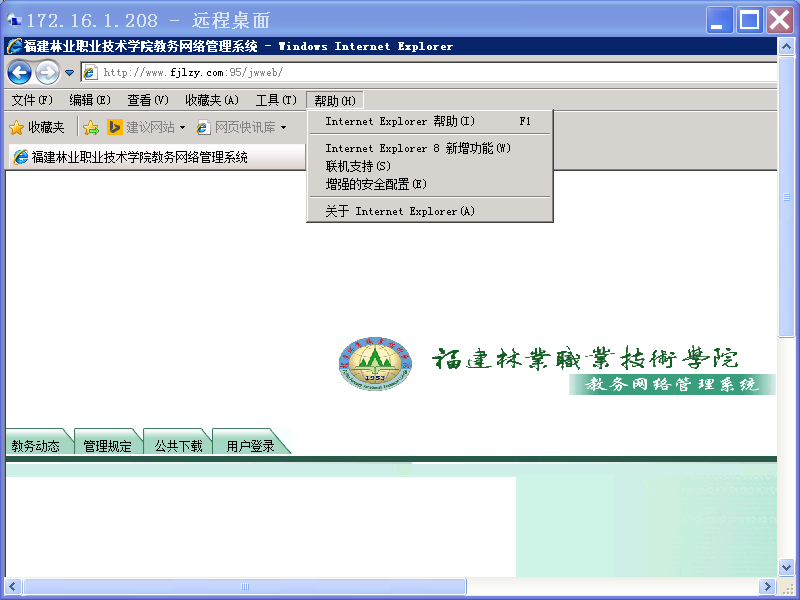 172.16.1.208 - 远程桌面
福建林业职业技术学院教务网络管理系统 - Windows Internet Explorer
http://www.fjlzy.com:95/jwweb/
文件(F) 编辑(E) 查看(V) 收藏夹(A) 工具(T) 帮助(H)
收藏夹 建议网站 网页快讯库
福建林业职业技术学院教务网络管理系统
Internet Explorer 帮助(I) F1
Internet Explorer 8 新增功能(W)
联机支持(S)
增强的安全配置(E)
关于 Internet Explorer(A)
1953
福建林業職業技術學院
教务网络管理系统
教务动态 管理规定 公共下载 用户登录